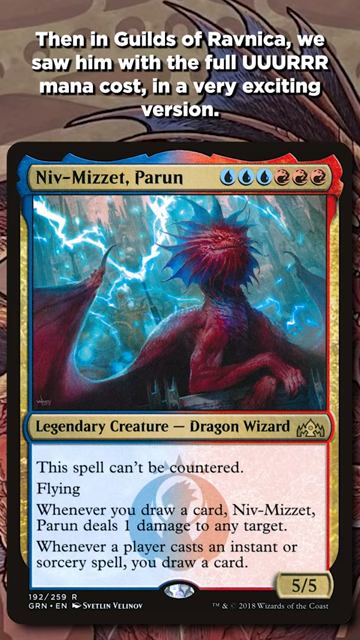 Then in Guilds of Ravnica, we
saw him with the full UUURRR
mana cost, in a very exciting
version.
Niv-Mizzet, Parun
Legendary Creature — Dragon Wizard
This spell can't be countered.
Flying
Whenever you draw a card, Niv-Mizzet,
Parun deals 1 damage to any target.
Whenever a player casts an instant or
sorcery spell, you draw a card.
5/5
192/259 R
GRN • EN Svetlin Velinov
™ & © 2018 Wizards of the Coast